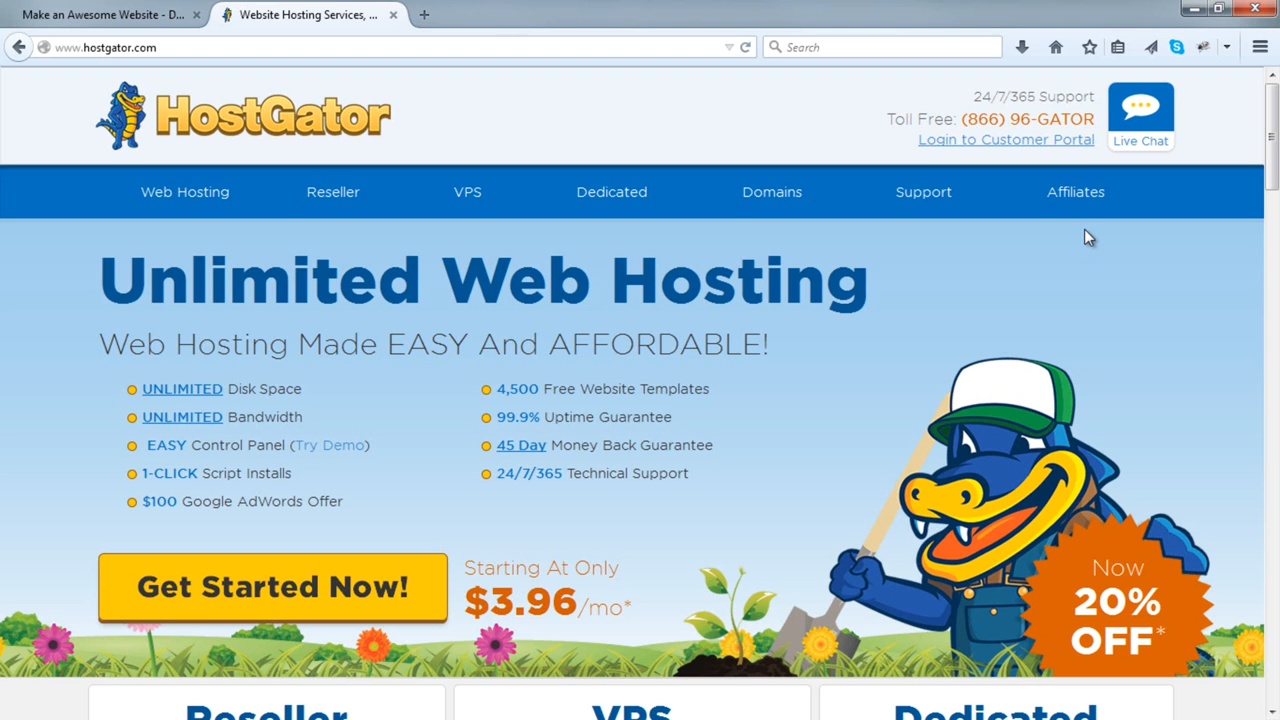 Make an Awesome Website - D...
Website Hosting Services, ...
www.hostgator.com
Search
HostGator
24/7/365 Support
Toll Free: (866) 96-GATOR
Login to Customer Portal
Live Chat
Web Hosting Reseller VPS Dedicated Domains Support Affiliates
Unlimited Web Hosting
Web Hosting Made EASY And AFFORDABLE!
UNLIMITED Disk Space
UNLIMITED Bandwidth
EASY Control Panel (Try Demo)
1-CLICK Script Installs
$100 Google AdWords Offer
4,500 Free Website Templates
99.9% Uptime Guarantee
45 Day Money Back Guarantee
24/7/365 Technical Support
Get Started Now!
Starting At Only
$3.96/mo*
Now
20%
OFF*
Reseller VPS Dedicated